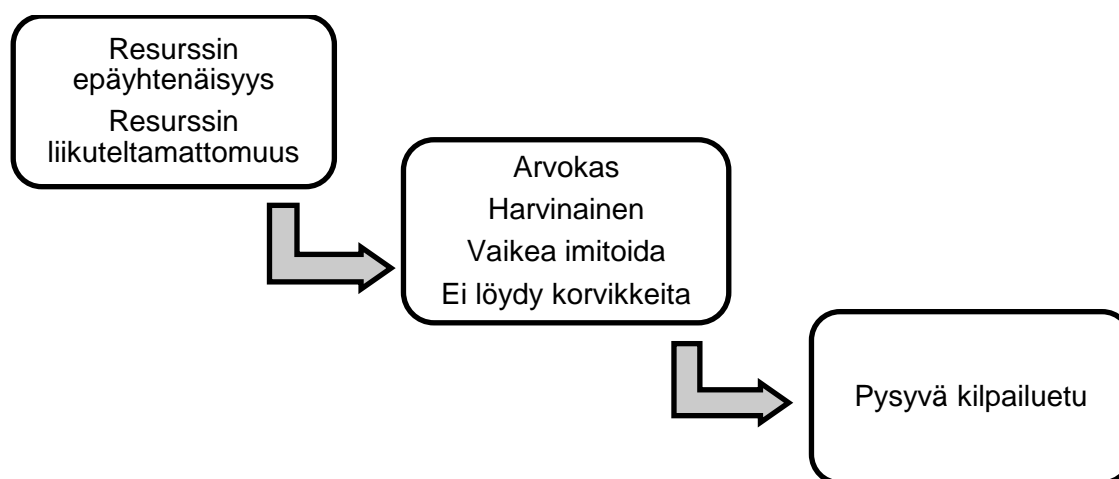 Resurssin
epäyhtenäisyys
Resurssin
liikuteltamattomuus
Arvokas
Harvinainen
Vaikea imitoida
Ei löydy korvikkeita
Pysyvä kilpailuetu